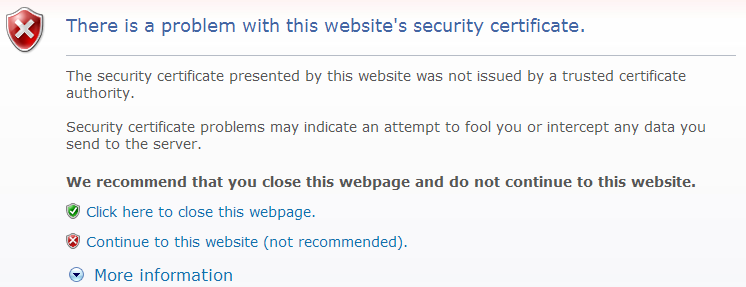 There is a problem with this website's security certificate.
The security certificate presented by this website was not issued by a trusted certificate
authority.
Security certificate problems may indicate an attempt to fool you or intercept any data you
send to the server.
We recommend that you close this webpage and do not continue to this website.
Click here to close this webpage.
Continue to this website (not recommended).
More information